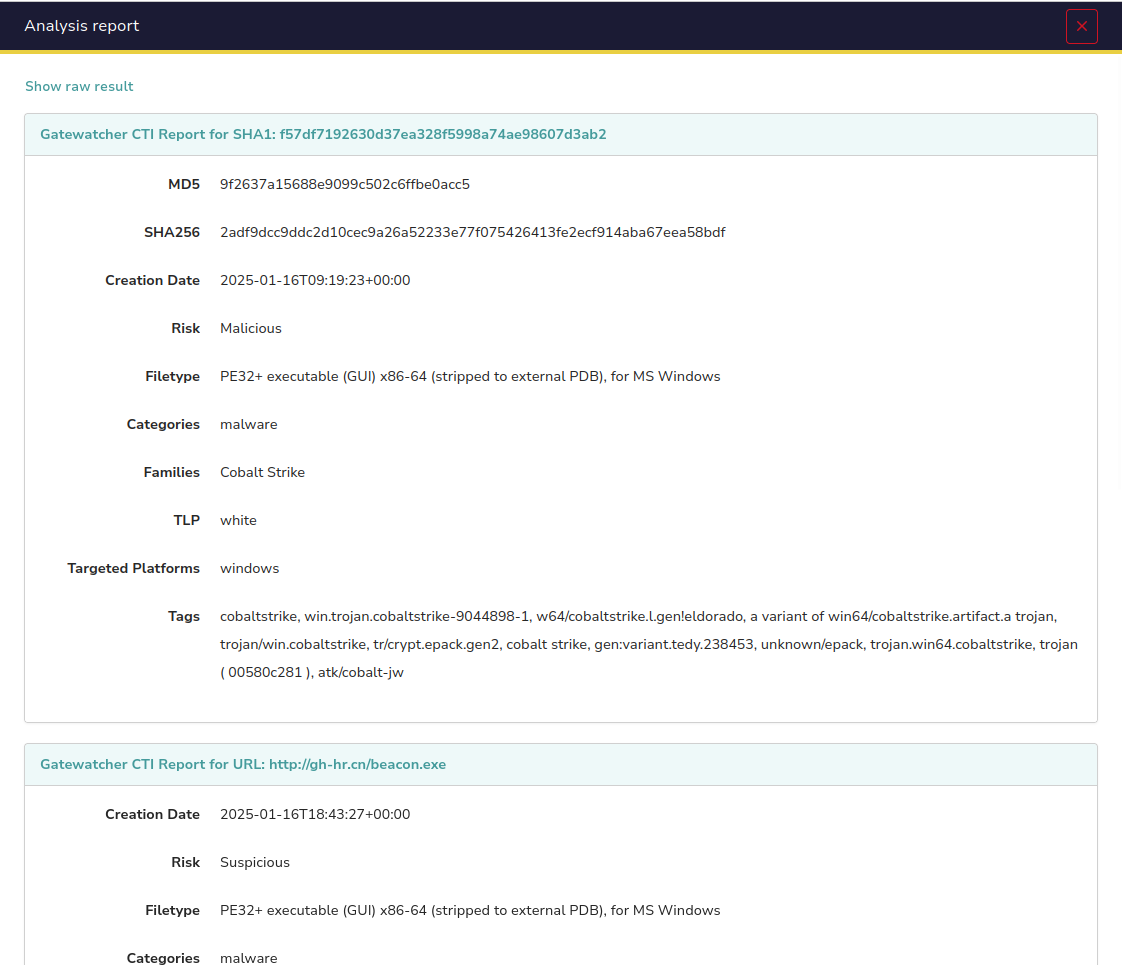 Analysis report
Show raw result
Gatewatcher CTI Report for SHA1: f57df7192630d37ea328f5998a74ae98607d3ab2
MD5 9f2637a15688e9099c502c6ffbe0acc5
SHA256 2adf9dcc9ddc2d10cec9a26a52233e77f075426413fe2ecf914aba67eea58bdf
Creation Date 2025-01-16T09:19:23+00:00
Risk Malicious
Filetype PE32+ executable (GUI) x86-64 (stripped to external PDB), for MS Windows
Categories malware
Families Cobalt Strike
TLP white
Targeted Platforms windows
Tags cobaltstrike, win.trojan.cobaltstrike-9044898-1, w64/cobaltstrike.l.gen!eldorado, a variant of win64/cobaltstrike.artifact.a trojan,
trojan/win.cobaltstrike, tr/crypt.epack.gen2, cobalt strike, gen:variant.tedy.238453, unknown/epack, trojan.win64.cobaltstrike, trojan
( 00580c281 ), atk/cobalt-jw
Gatewatcher CTI Report for URL: http://gh-hr.cn/beacon.exe
Creation Date 2025-01-16T18:43:27+00:00
Risk Suspicious
Filetype PE32+ executable (GUI) x86-64 (stripped to external PDB), for MS Windows
Categories malware